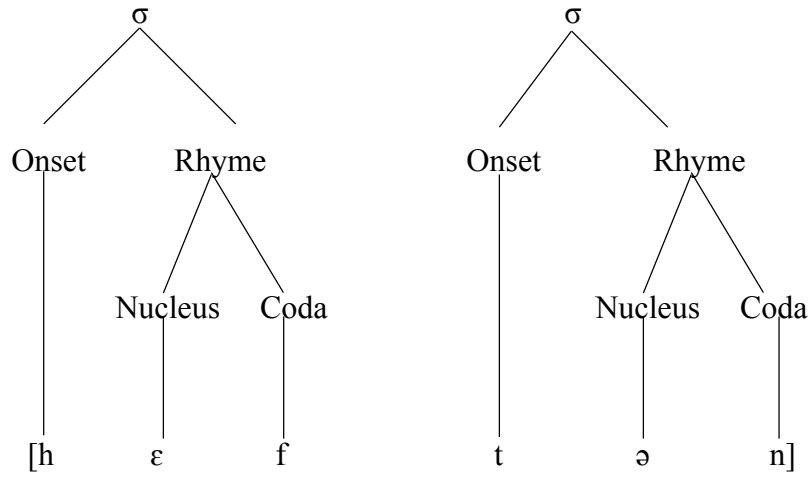 σ σ
Onset Rhyme Onset Rhyme
Nucleus Coda Nucleus Coda
[h ɛ f t ə n]